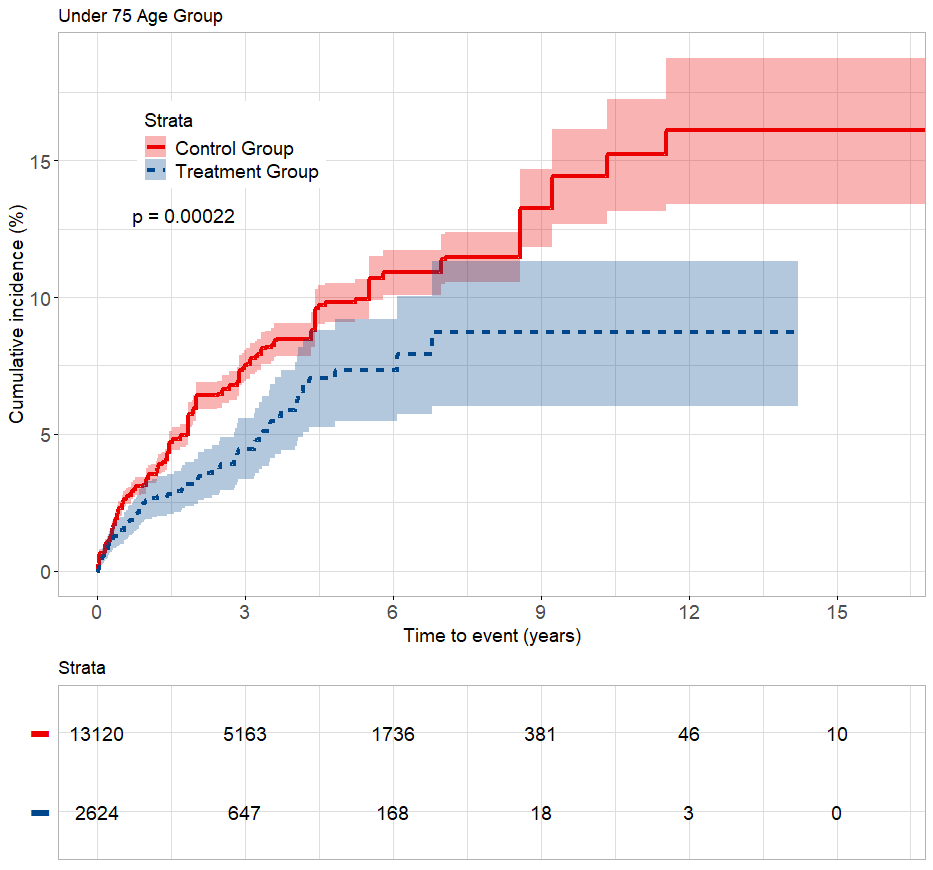 Under 75 Age Group
Strata
Control Group
Treatment Group
p = 0.00022
Cumulative incidence (%)
15
10
5
0
0 3 6 9 12 15
Time to event (years)
Strata
13120 5163 1736 381 46 10
2624 647 168 18 3 0